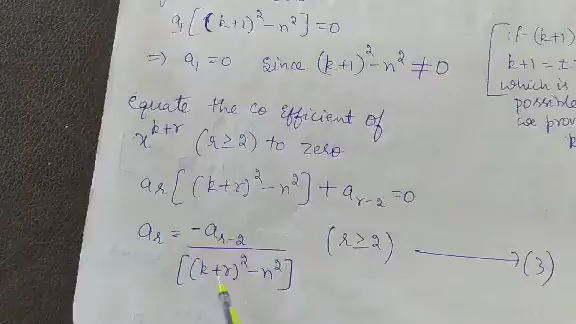 a₁[(k+1)²-n²]=0
⇒ a₁=0 since (k+1)²-n² ≠0
equate the co efficient of
x^{k+r} (r≥2) to zero
a_r[(k+r)²-n²]+a_{r-2}=0
a_r = -a_{r-2} / [(k+r)²-n²] (r≥2) ⟶ (3)
if (k+1)
k+1=±
which is
possible
we prov